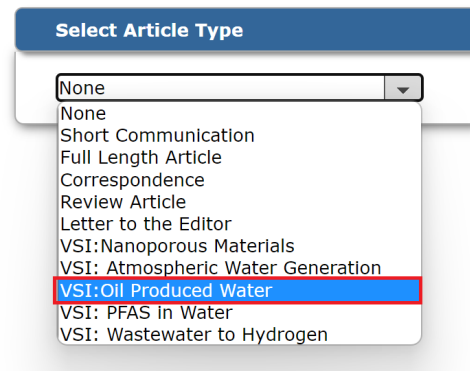 Select Article Type
None
None
Short Communication
Full Length Article
Correspondence
Review Article
Letter to the Editor
VSI:Nanoporous Materials
VSI: Atmospheric Water Generation
VSI:Oil Produced Water
VSI: PFAS in Water
VSI: Wastewater to Hydrogen